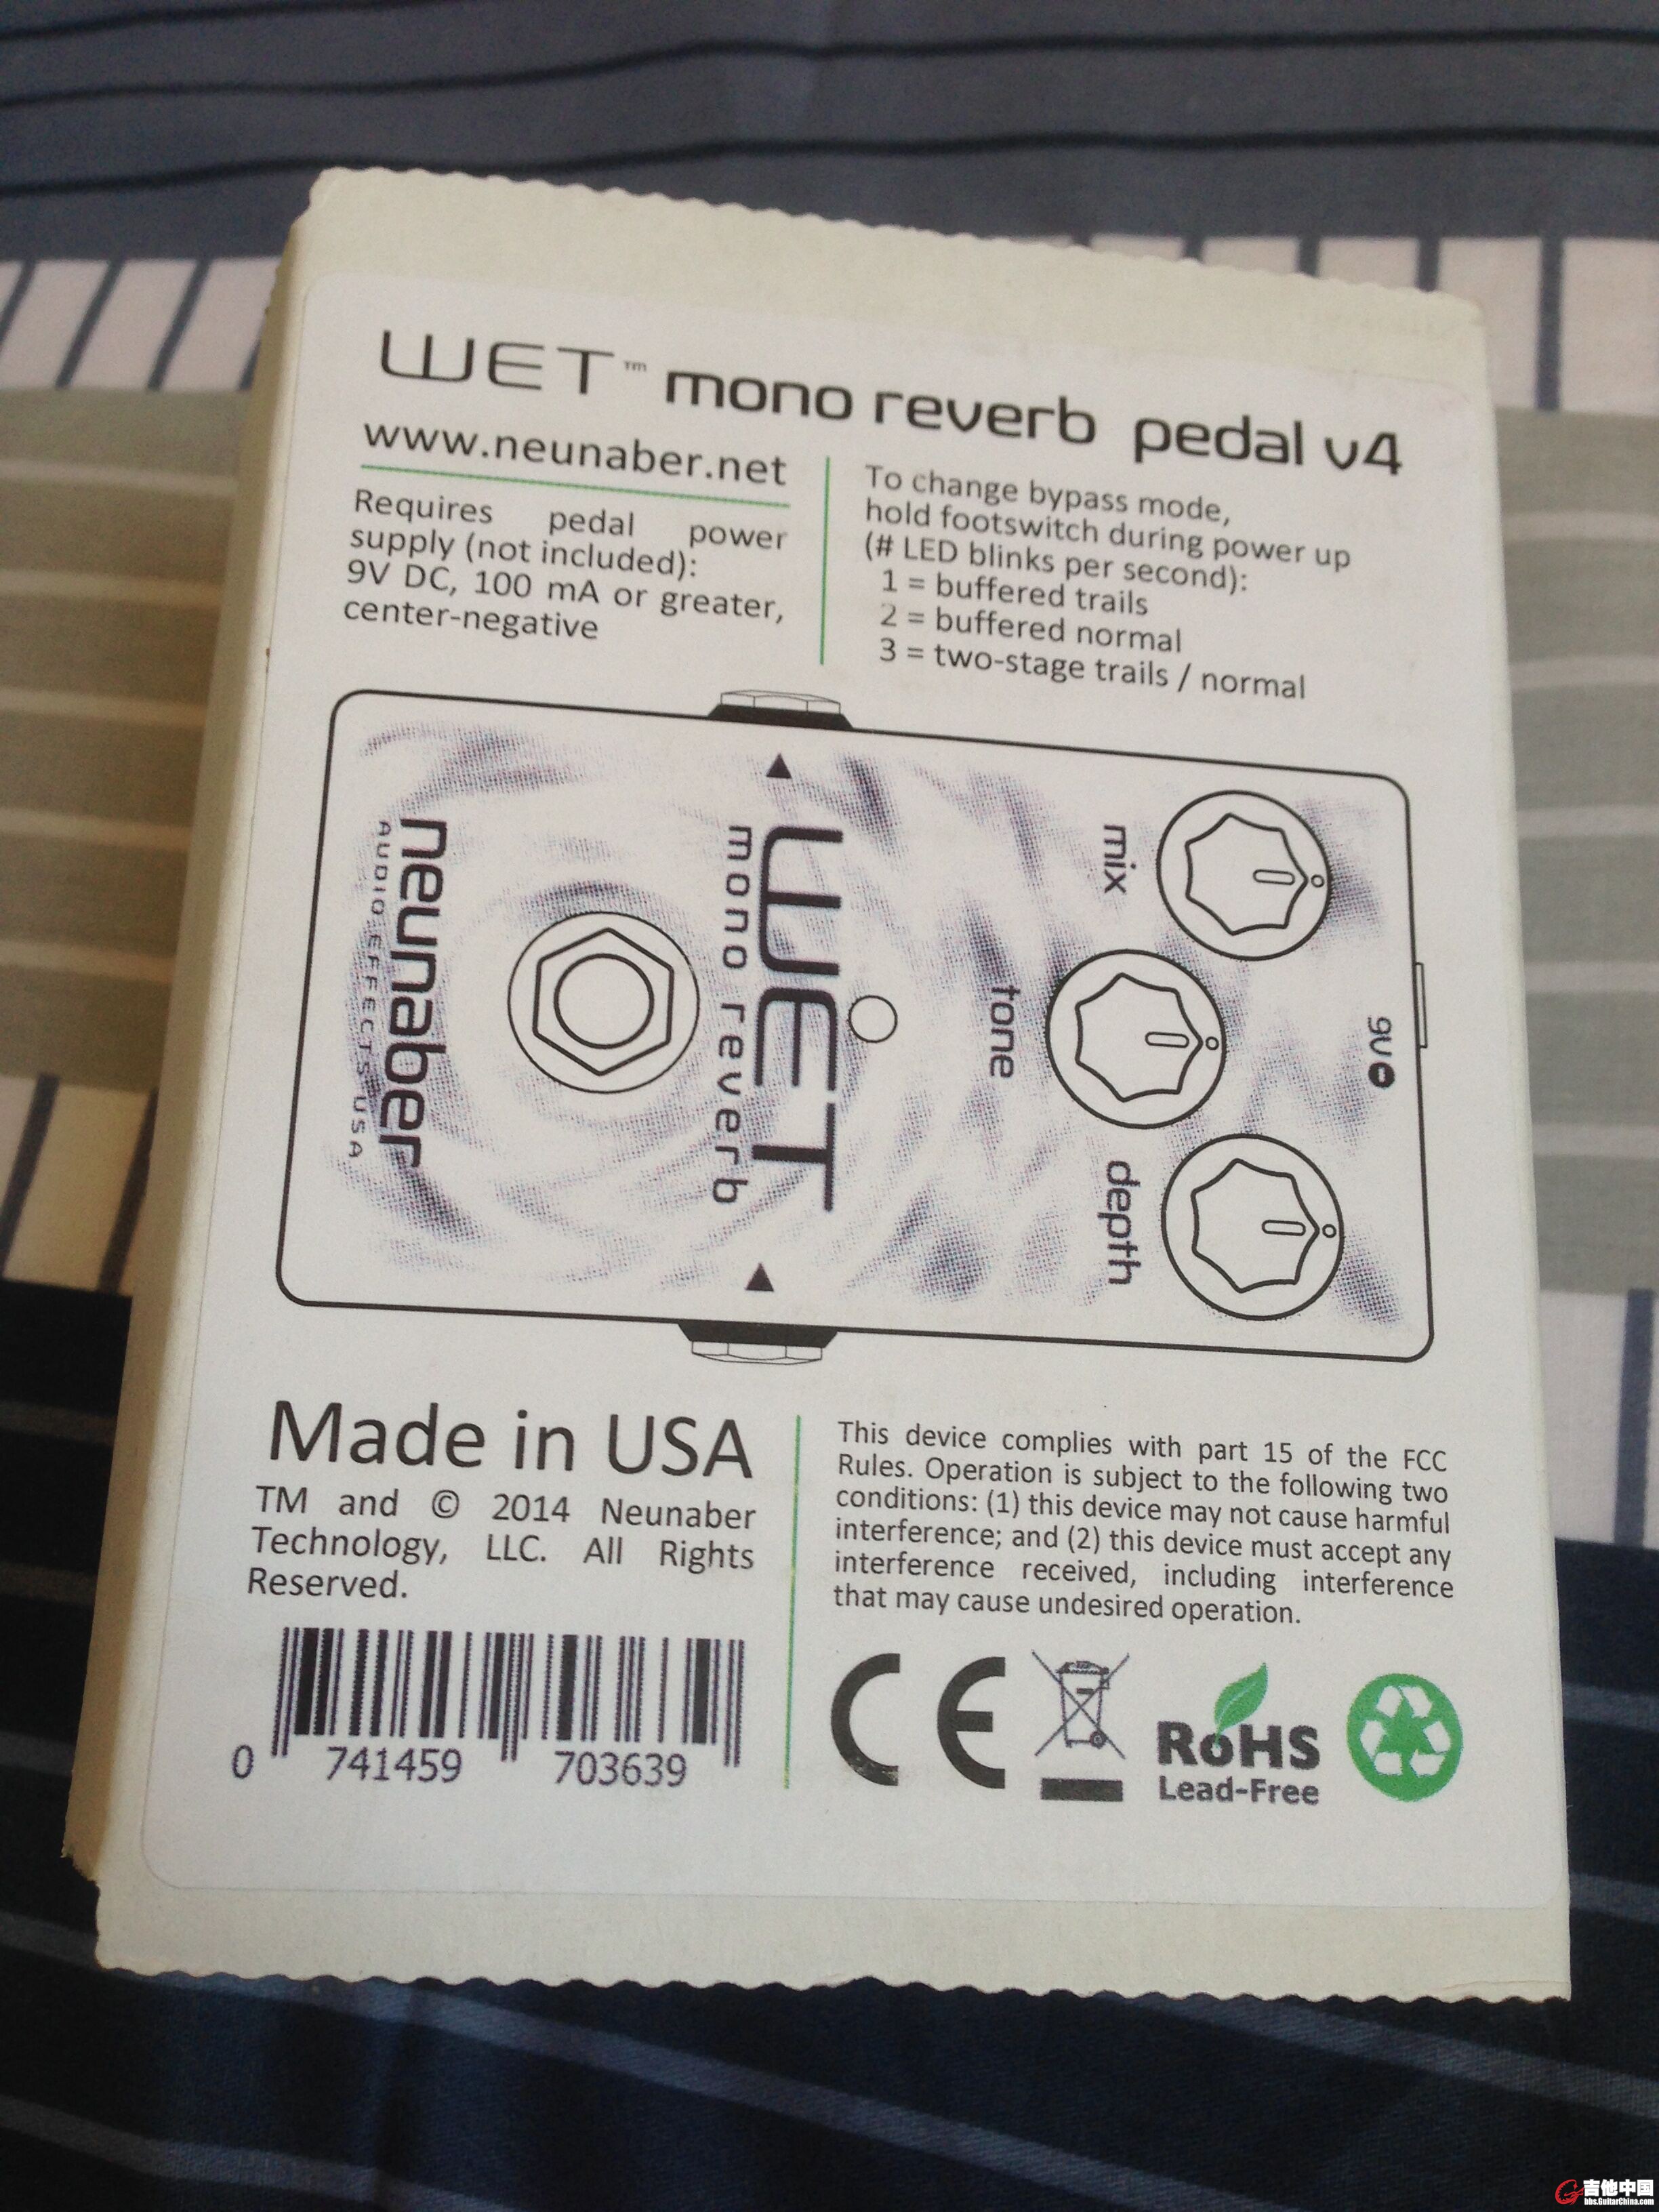 WET™ mono reverb pedal v4
www.neunaber.net
Requires pedal power
supply (not included):
9V DC, 100 mA or greater,
center-negative
To change bypass mode,
hold footswitch during power up
(# LED blinks per second):
1 = buffered trails
2 = buffered normal
3 = two-stage trails / normal
9V
mix
tone
depth
WET
mono reverb
neunaber
AUDIO EFFECTS USA
Made in USA
TM and © 2014 Neunaber
Technology, LLC. All Rights
Reserved.
0 741459 703639
This device complies with part 15 of the FCC
Rules. Operation is subject to the following two
conditions: (1) this device may not cause harmful
interference; and (2) this device must accept any
interference received, including interference
that may cause undesired operation.
CE
RoHS
Lead-Free
吉他中国
bbs.GuitarChina.com